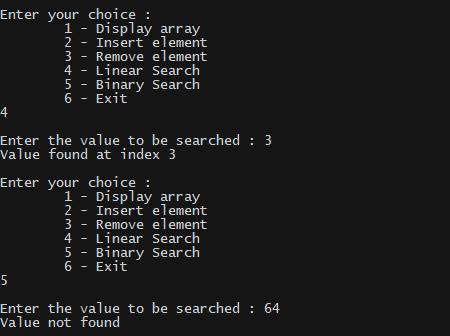 Enter your choice :
        1 - Display array
        2 - Insert element
        3 - Remove element
        4 - Linear Search
        5 - Binary Search
        6 - Exit
4
Enter the value to be searched : 3
Value found at index 3
Enter your choice :
        1 - Display array
        2 - Insert element
        3 - Remove element
        4 - Linear Search
        5 - Binary Search
        6 - Exit
5
Enter the value to be searched : 64
Value not found